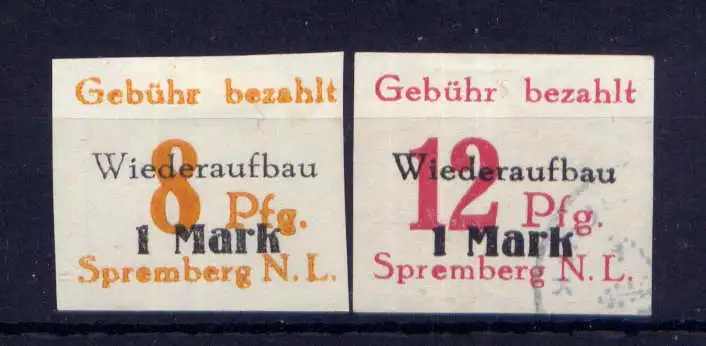 Gebühr bezahlt
Wiederaufbau
8 Pfg.
1 Mark
Spremberg N. L.
Gebühr bezahlt
Wiederaufbau
12 Pfg.
1 Mark
Spremberg N. L.